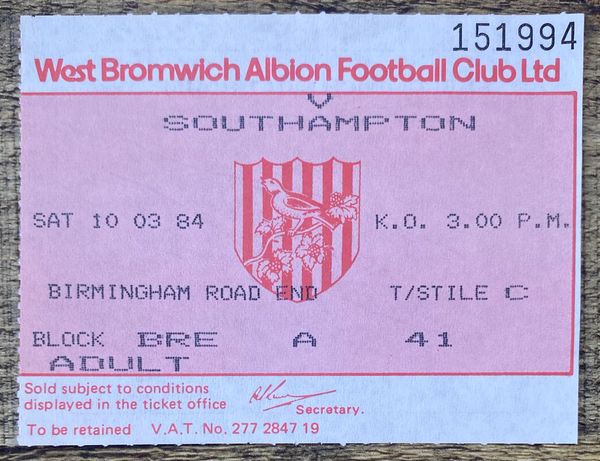 151994
West Bromwich Albion Football Club Ltd
V
SOUTHAMPTON
SAT 10 03 84 K.O. 3.00 P.M.
BIRMINGHAM ROAD END T/STILE C
BLOCK BRE A 41
ADULT
Sold subject to conditions
displayed in the ticket office
Secretary.
To be retained V.A.T. No. 277 2847 19